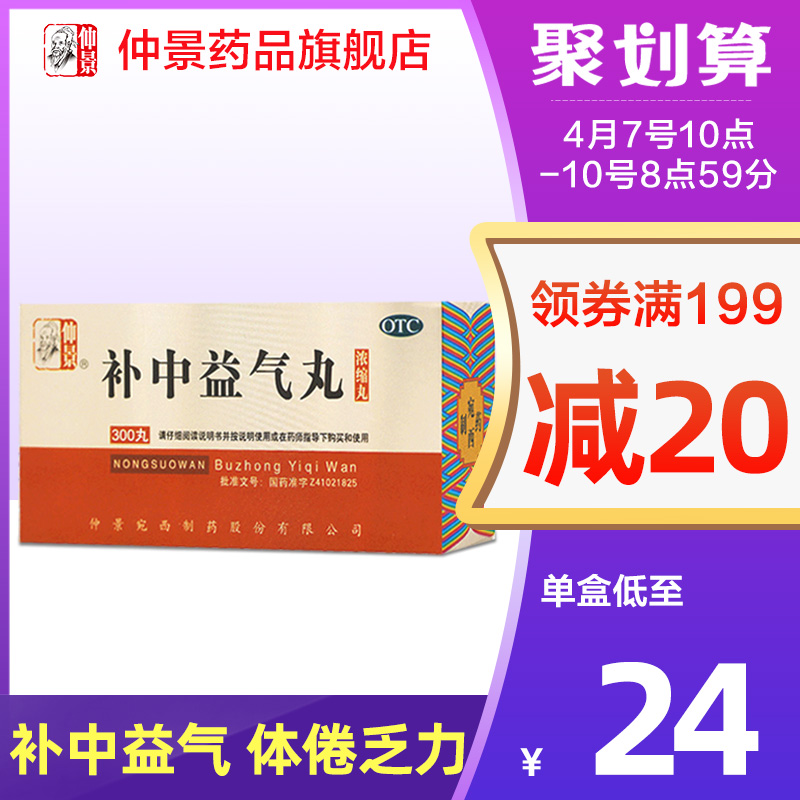 仲景
仲景药品旗舰店
聚划算
4月7号10点
-10号8点59分
领券满199
减20
仲景
®
OTC
补中益气丸
浓缩丸
300丸
请仔细阅读说明书并按说明使用或在药师指导下购买和使用
NONGSUOWAN Buzhong Yiqi Wan
批准文号：国药准字Z41021825
仲景宛西制药股份有限公司
宛西制药
单盒低至
¥ 24
补中益气 体倦乏力